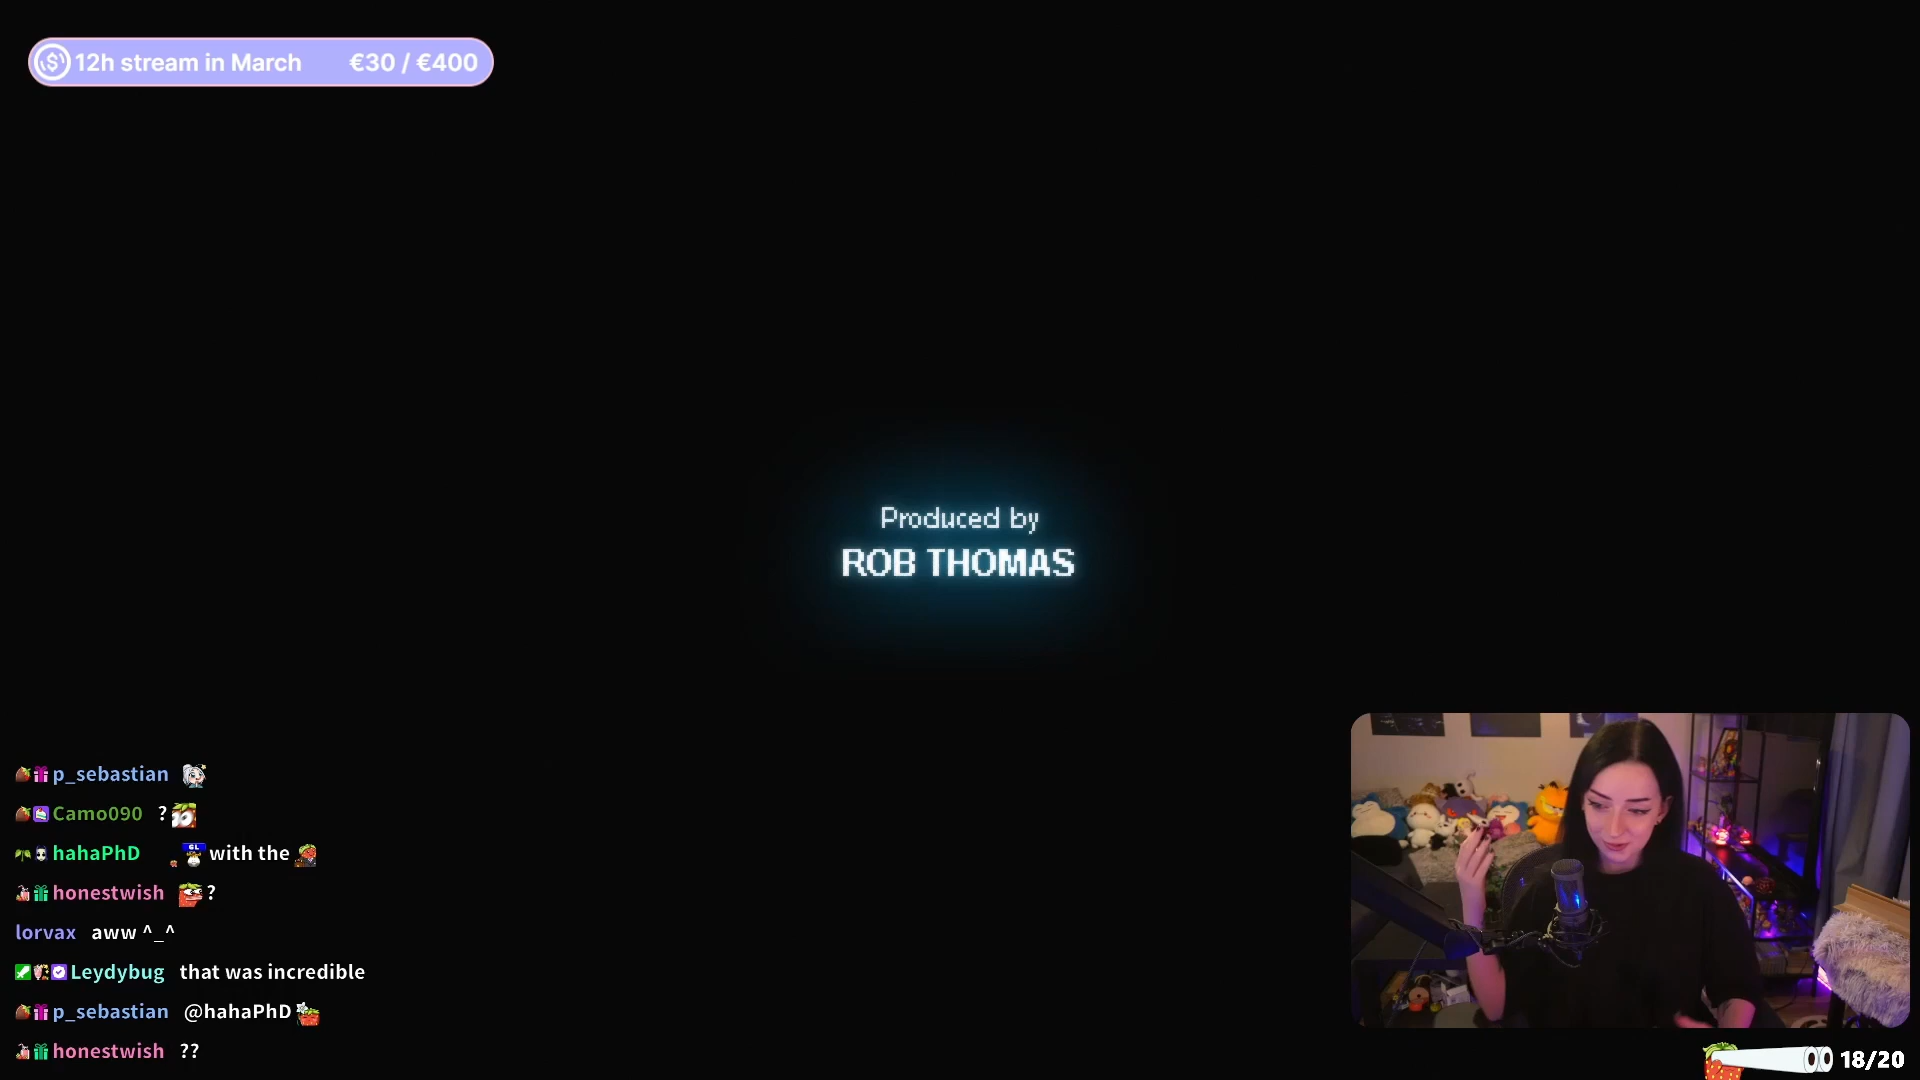 12h stream in March €30 / €400
Produced by
ROB THOMAS
p_sebastian
Camo090 ?
hahaPhD GL with the
honestwish ?
lorvax aww ^_^
Leydybug that was incredible
p_sebastian @hahaPhD
honestwish ??
18/20